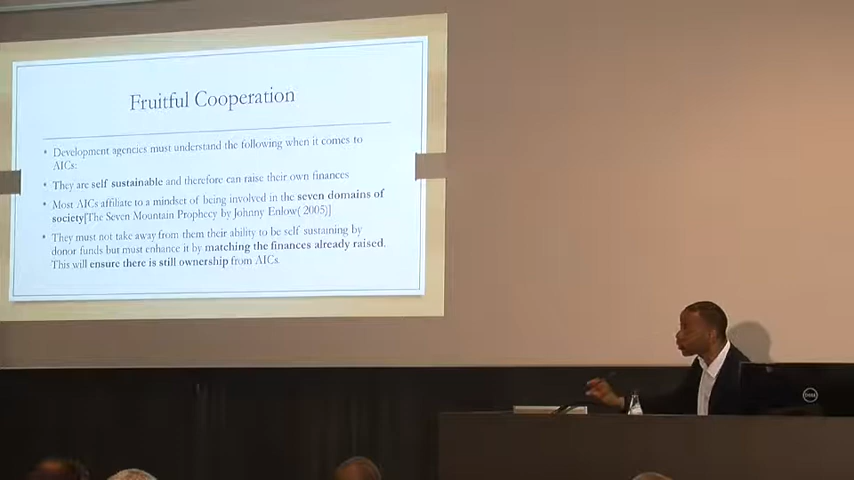 Fruitful Cooperation
• Development agencies must understand the following when it comes to
AICs:
• They are self sustainable and therefore can raise their own finances
• Most AICs affiliate to a mindset of being involved in the seven domains of
society[The Seven Mountain Prophecy by Johnny Enlow( 2005)]
• They must not take away from them their ability to be self sustaining by
donor funds but must enhance it by matching the finances already raised.
This will ensure there is still ownership from AICs.
DELL